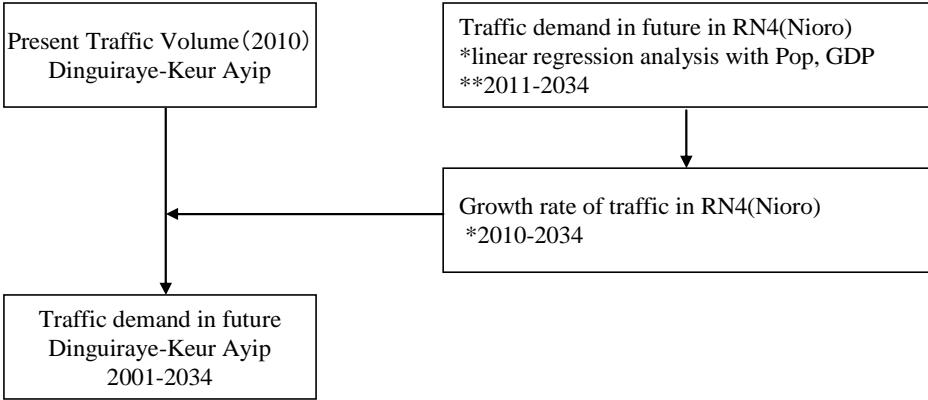 Present Traffic Volume（2010）
Dinguiraye-Keur Ayip
Traffic demand in future in RN4(Nioro)
*linear regression analysis with Pop, GDP
**2011-2034
Growth rate of traffic in RN4(Nioro)
*2010-2034
Traffic demand in future
Dinguiraye-Keur Ayip
2001-2034